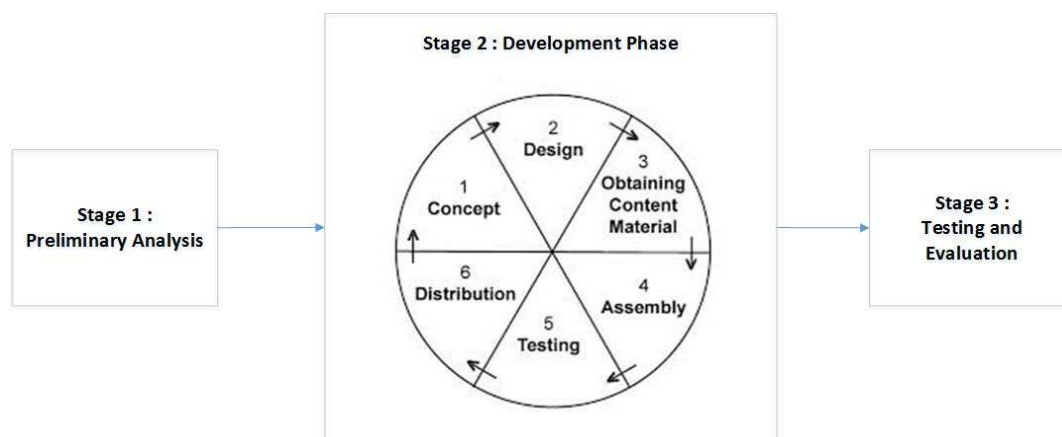 Stage 1 :
Preliminary Analysis
Stage 2 : Development Phase
1
Concept
2
Design
3
Obtaining
Content
Material
4
Assembly
5
Testing
6
Distribution
Stage 3 :
Testing and
Evaluation